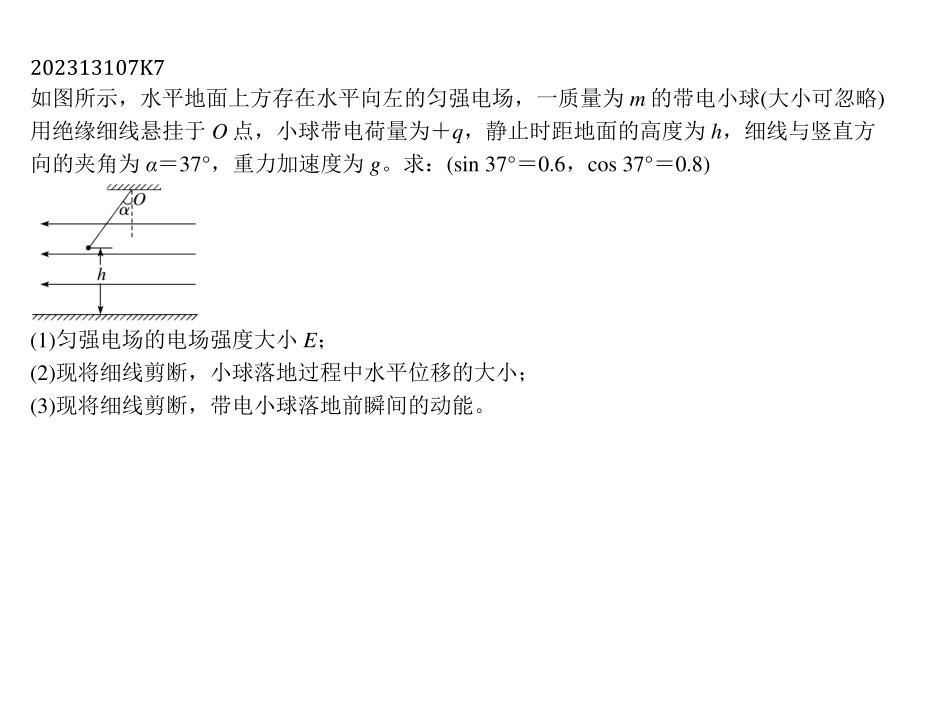 202313107K7
如图所示，水平地面上方存在水平向左的匀强电场，一质量为 m 的带电小球(大小可忽略)
用绝缘细线悬挂于 O 点，小球带电荷量为＋q，静止时距地面的高度为 h，细线与竖直方
向的夹角为 α＝37°，重力加速度为 g。求：(sin 37°＝0.6，cos 37°＝0.8)
O
α
h
(1)匀强电场的电场强度大小 E；
(2)现将细线剪断，小球落地过程中水平位移的大小；
(3)现将细线剪断，带电小球落地前瞬间的动能。